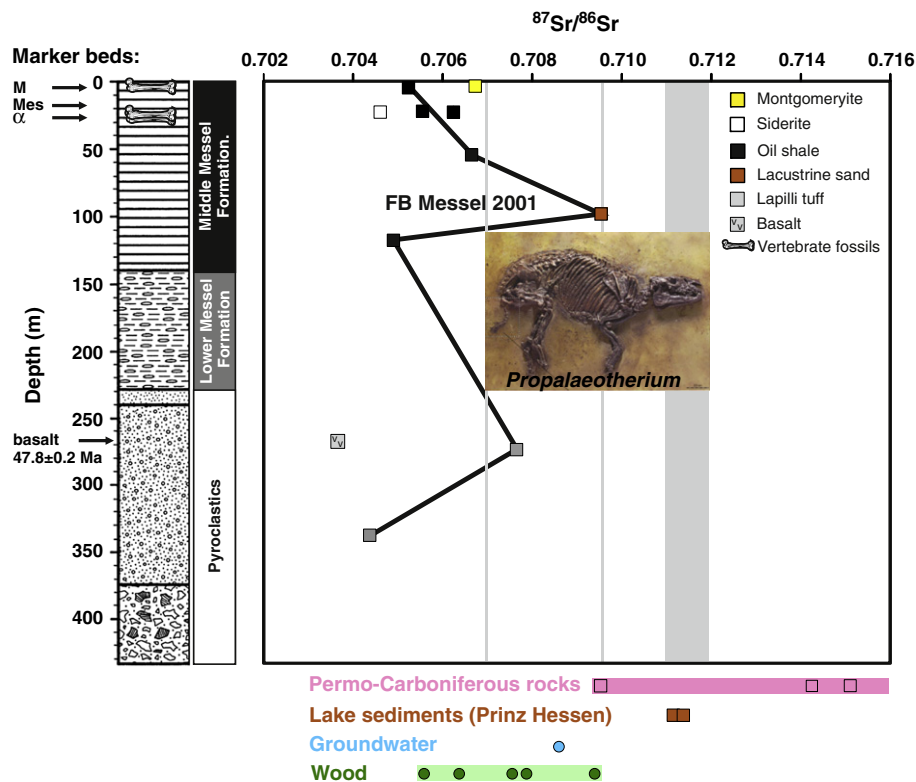 ⁸⁷Sr/⁸⁶Sr
Marker beds:
0.702 0.704 0.706 0.708 0.710 0.712 0.714 0.716
M
Mes
α
0
50
100
150
200
250
300
350
400
Depth (m)
basalt
47.8±0.2 Ma
Middle Messel
Formation.
Lower Messel
Formation
Pyroclastics
FB Messel 2001
Propalaeotherium
Montgomeryite
Siderite
Oil shale
Lacustrine sand
Lapilli tuff
v v Basalt
Vertebrate fossils
v v
Permo-Carboniferous rocks
Lake sediments (Prinz Hessen)
Groundwater
Wood